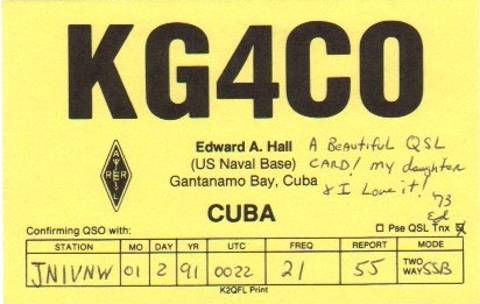 KG4CO
A
ARRL
Edward A. Hall
(US Naval Base)
Gantanamo Bay, Cuba
CUBA
A Beautiful QSL
CARD! my daughter
& I Love it!
'73
Ed
Confirming QSO with:
☐ Pse QSL Tnx ☒
STATION MO DAY YR UTC FREQ REPORT MODE
JN1VNW 01 2 91 0022 21 55 TWO WAY SSB
K2QFL Print